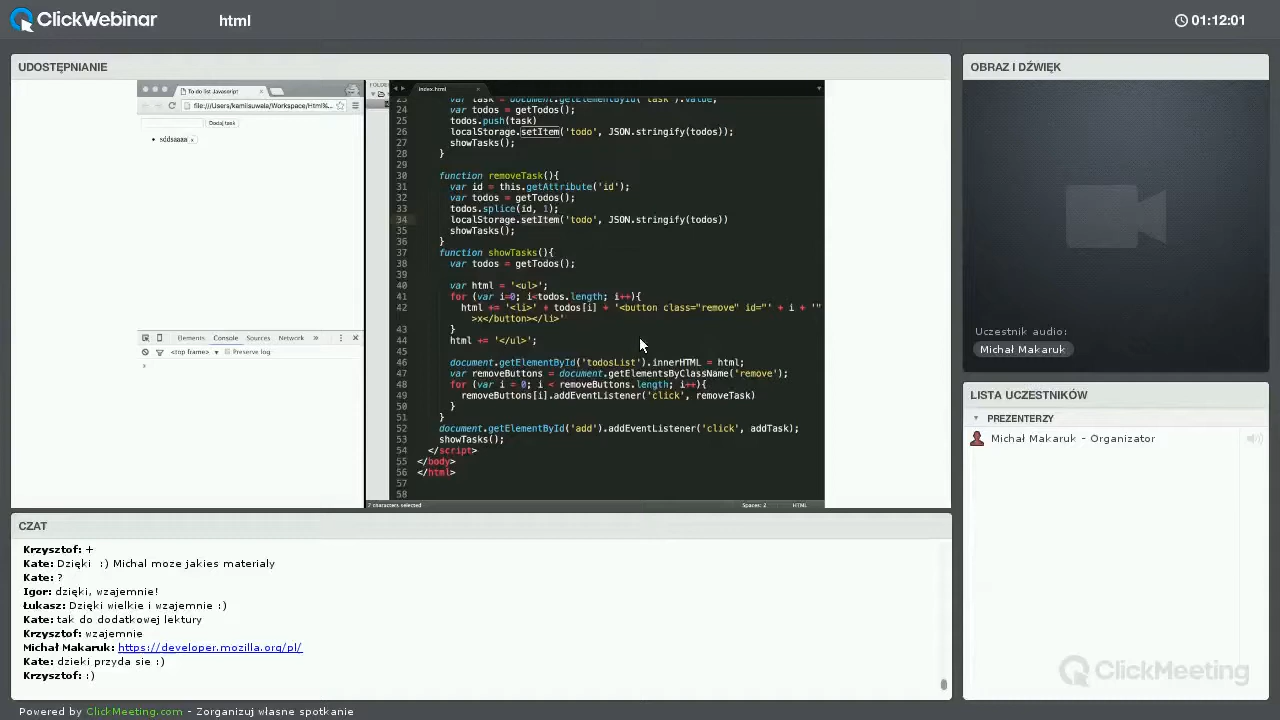 ClickWebinar
html
01:12:01
UDOSTĘPNIANIE
To do list Javascript
file:///Users/kamilsuwala/Workspace/Html%...
Dodaj task
sddsaaaa x
Elements Console Sources Network »
<top frame> Preserve log
index.html
23 var task = document.getElementById('task').value;
24 var todos = getTodos();
25 todos.push(task)
26 localStorage.setItem('todo', JSON.stringify(todos));
27 showTasks();
28 }
29
30 function removeTask(){
31 var id = this.getAttribute('id');
32 var todos = getTodos();
33 todos.splice(id, 1);
34 localStorage.setItem('todo', JSON.stringify(todos))
35 showTasks();
36 }
37 function showTasks(){
38 var todos = getTodos();
39
40 var html = '<ul>';
41 for (var i=0; i<todos.length; i++){
42 html += '<li>' + todos[i] + '<button class="remove" id="' + i + '"
>x</button></li>'
43 }
44 html += '</ul>';
45
46 document.getElementById('todosList').innerHTML = html;
47 var removeButtons = document.getElementsByClassName('remove');
48 for (var i = 0; i < removeButtons.length; i++){
49 removeButtons[i].addEventListener('click', removeTask)
50 }
51 }
52 document.getElementById('add').addEventListener('click', addTask);
53 showTasks();
54 </script>
55 </body>
56 </html>
57
58
7 characters selected
Spaces: 2 HTML
OBRAZ I DŹWIĘK
Uczestnik audio:
Michał Makaruk
LISTA UCZESTNIKÓW
PREZENTERZY
Michał Makaruk - Organizator
CZAT
Krzysztof: +
Kate: Dzięki :) Michal moze jakies materialy
Kate: ?
Igor: dzięki, wzajemnie!
Łukasz: Dzięki wielkie i wzajemnie :)
Kate: tak do dodatkowej lektury
Krzysztof: wzajemnie
Michał Makaruk: https://developer.mozilla.org/pl/
Kate: dzieki przyda sie :)
Krzysztof: :)
ClickMeeting
Powered by ClickMeeting.com - Zorganizuj własne spotkanie